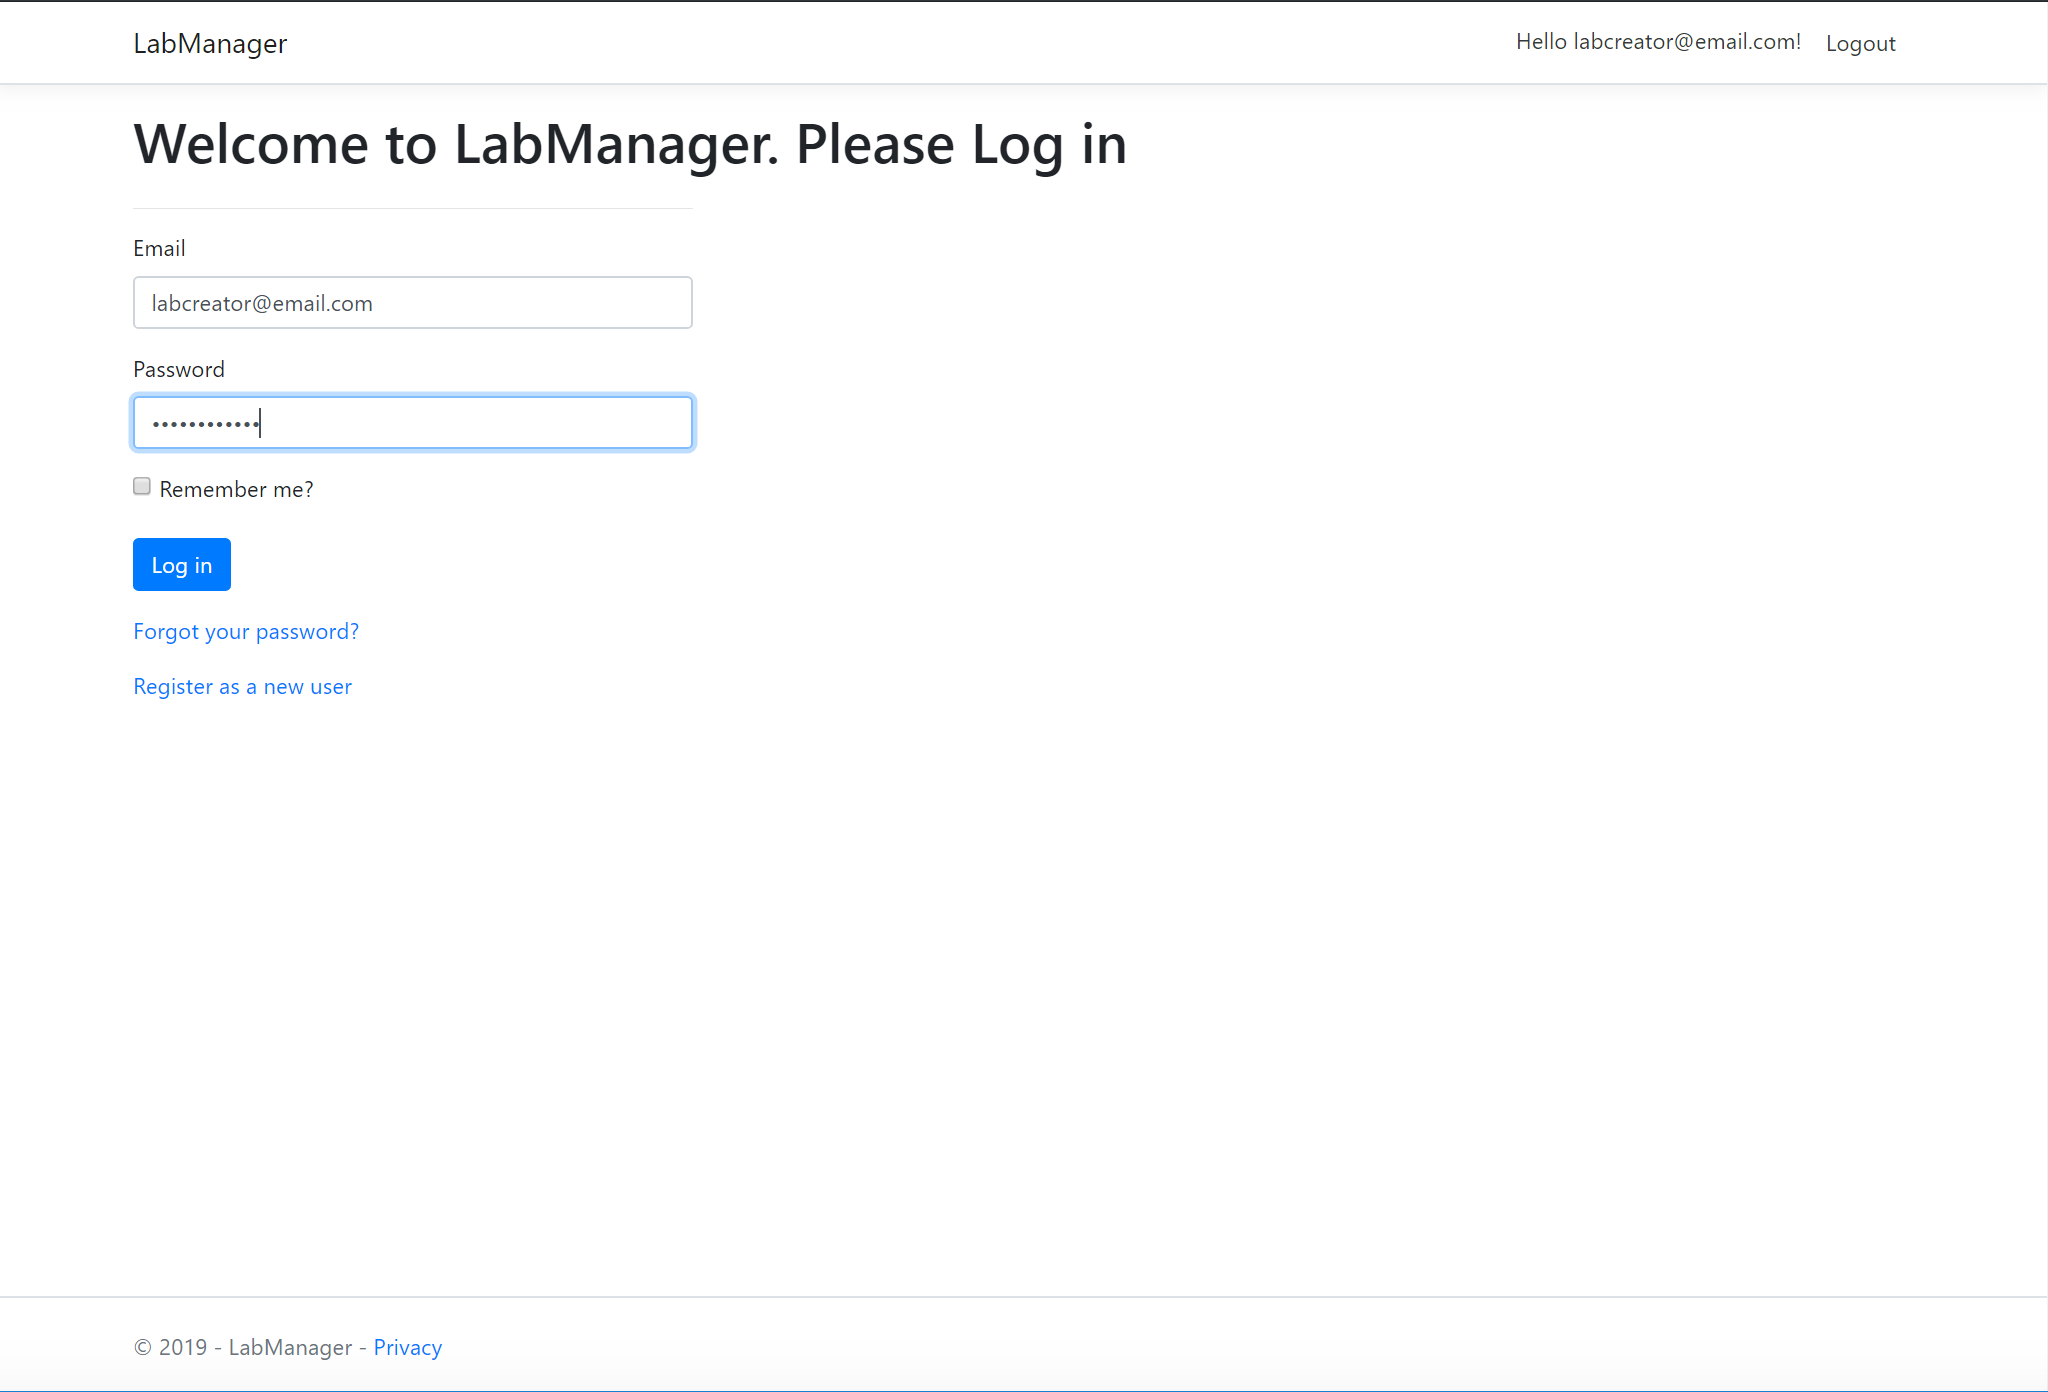 LabManager
Hello labcreator@email.com! Logout
Welcome to LabManager. Please Log in
Email
labcreator@email.com
Password
••••••••••••
Remember me?
Log in
Forgot your password?
Register as a new user
© 2019 - LabManager - Privacy